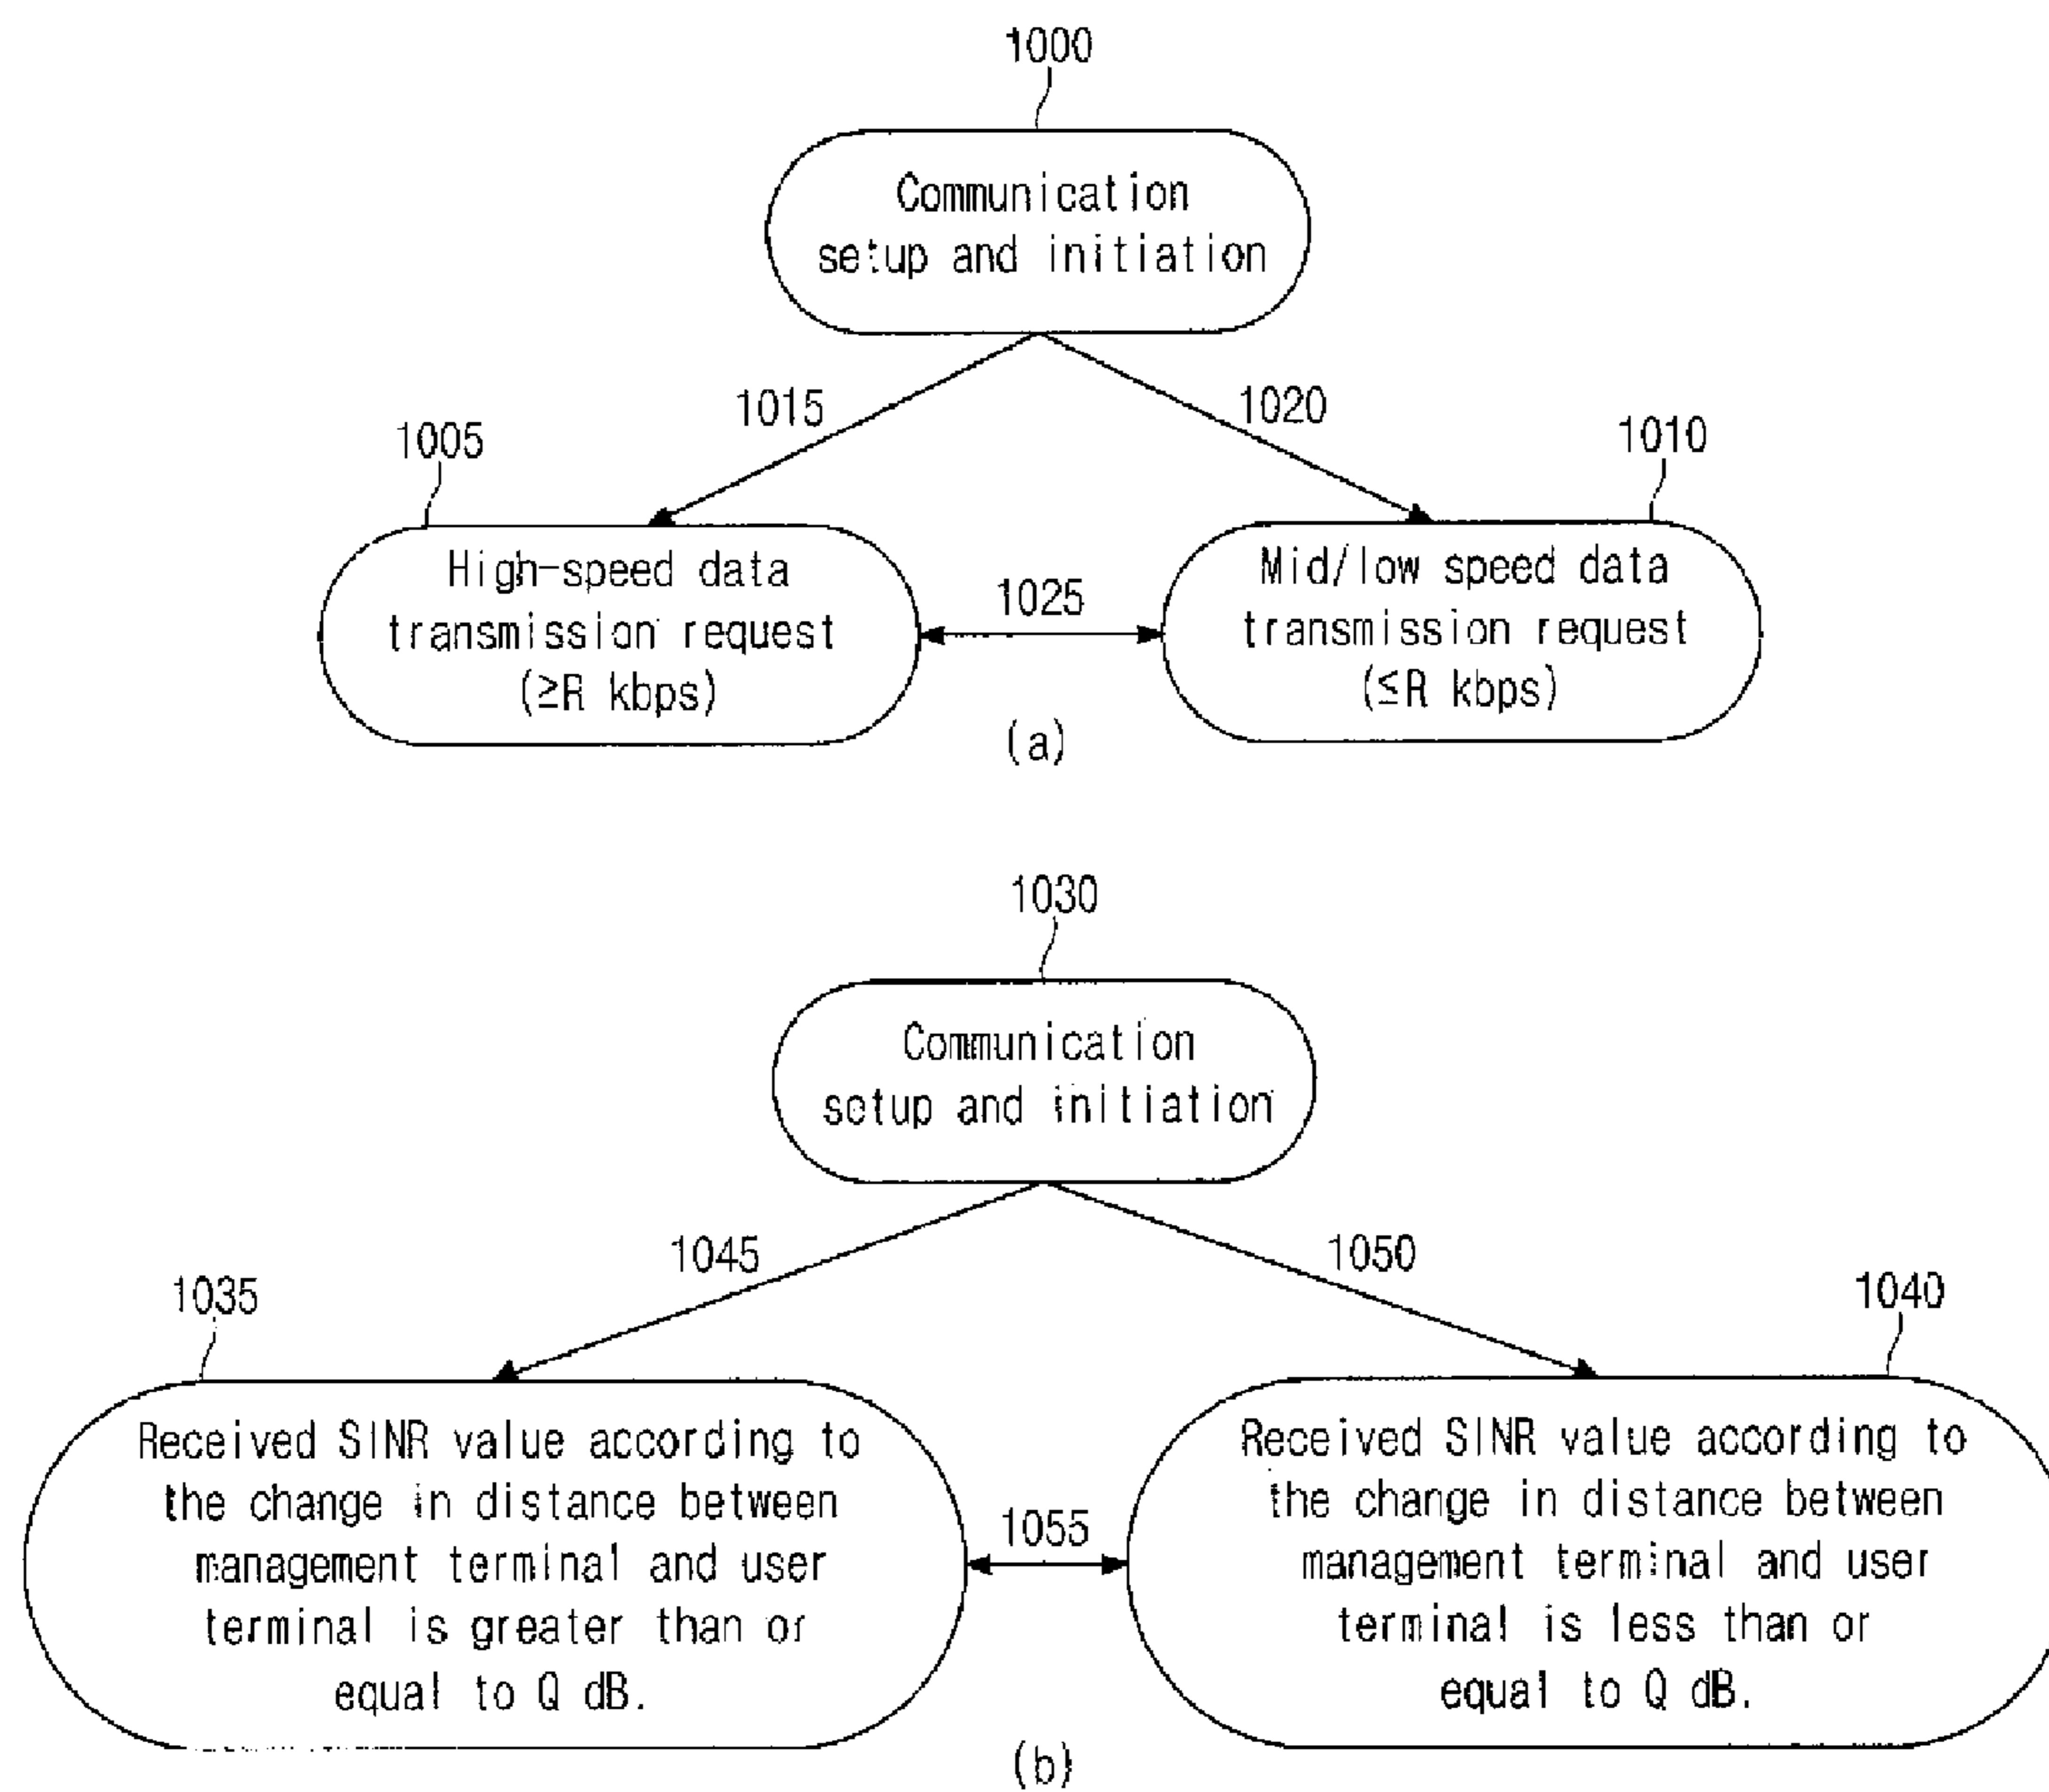 1000
Communication
setup and initiation
1015
1020
1005
1010
High-speed data
transmission request
(≥R kbps)
1025
Mid/low speed data
transmission request
(≤R kbps)
(a)
1030
Communication
setup and initiation
1045
1050
1035
1040
Received SINR value according to
the change in distance between
management terminal and user
terminal is greater than or
equal to Q dB.
1055
Received SINR value according to
the change in distance between
management terminal and user
terminal is less than or
equal to Q dB.
(b)